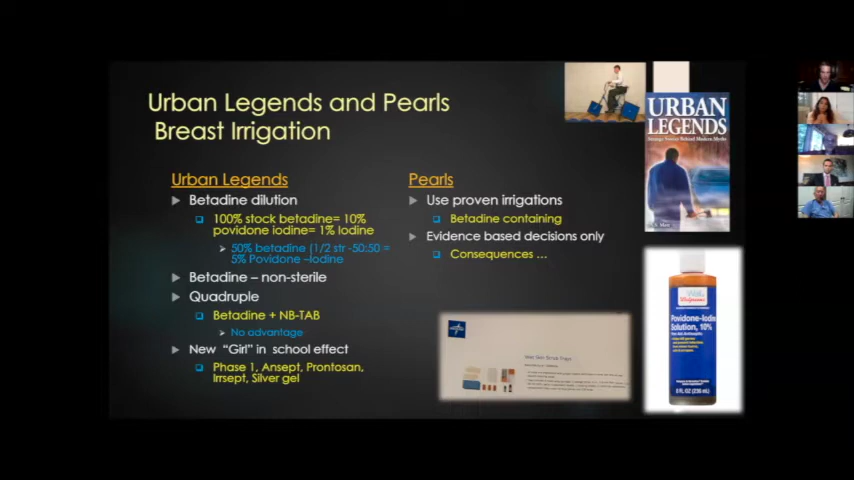 Urban Legends and Pearls
Breast Irrigation
Urban Legends
Betadine dilution
100% stock betadine= 10%
povidone iodine= 1% Iodine
50% betadine (1/2 str -50:50 =
5% Povidone –Iodine
Betadine – non-sterile
Quadruple
Betadine + NB-TAB
No advantage
New “Girl” in school effect
Phase 1, Ansept, Prontosan,
Irrsept, Silver gel
Pearls
Use proven irrigations
Betadine containing
Evidence based decisions only
Consequences …
URBAN
LEGENDS
Well
Walgreens
Povidone-Iodine
Solution, 10%